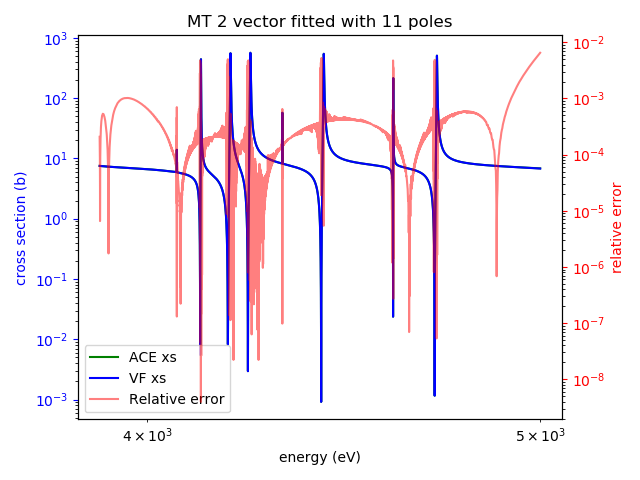 MT 2 vector fitted with 11 poles
10³
10²
10¹
10⁰
10⁻¹
10⁻²
10⁻³
cross section (b)
10⁻²
10⁻³
10⁻⁴
10⁻⁵
10⁻⁶
10⁻⁷
10⁻⁸
relative error
ACE xs
VF xs
Relative error
4 × 10³
5 × 10³
energy (eV)